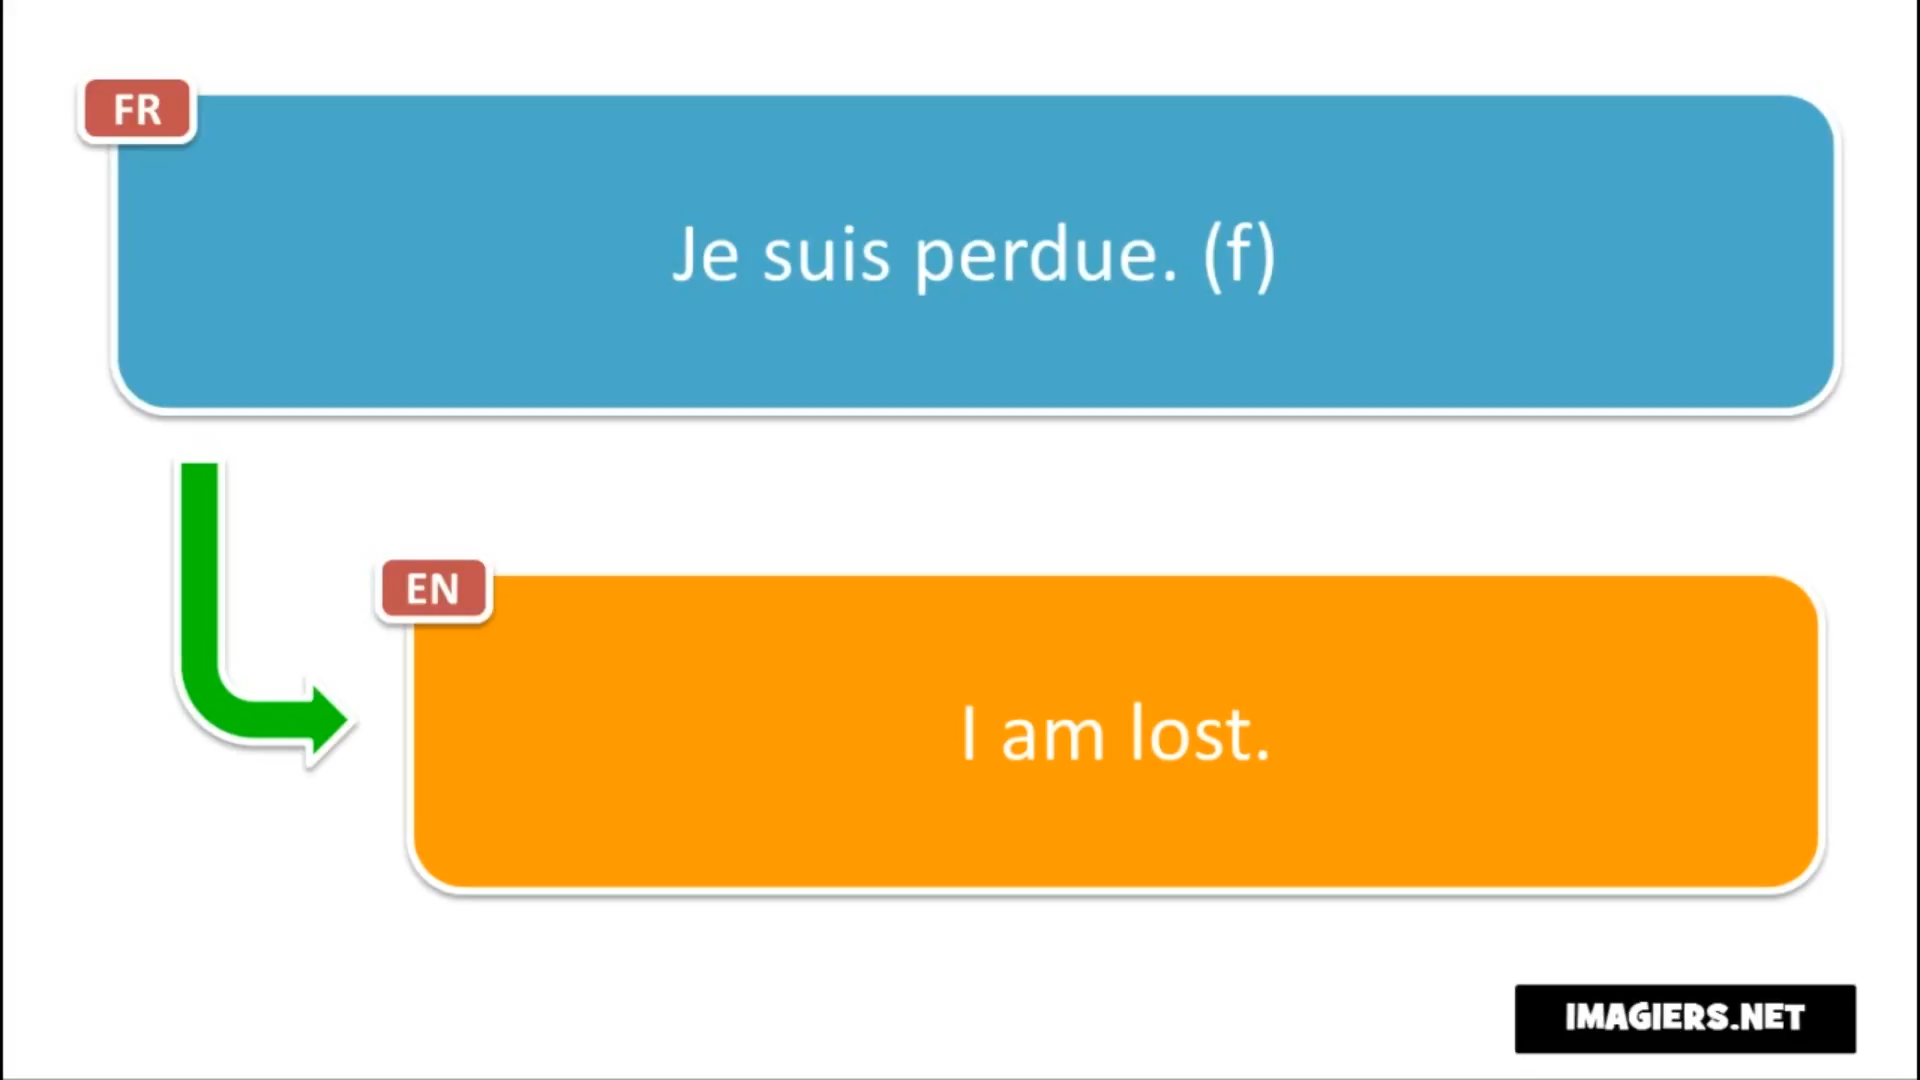 FR
Je suis perdue. (f)
EN
I am lost.
IMAGIERS.NET